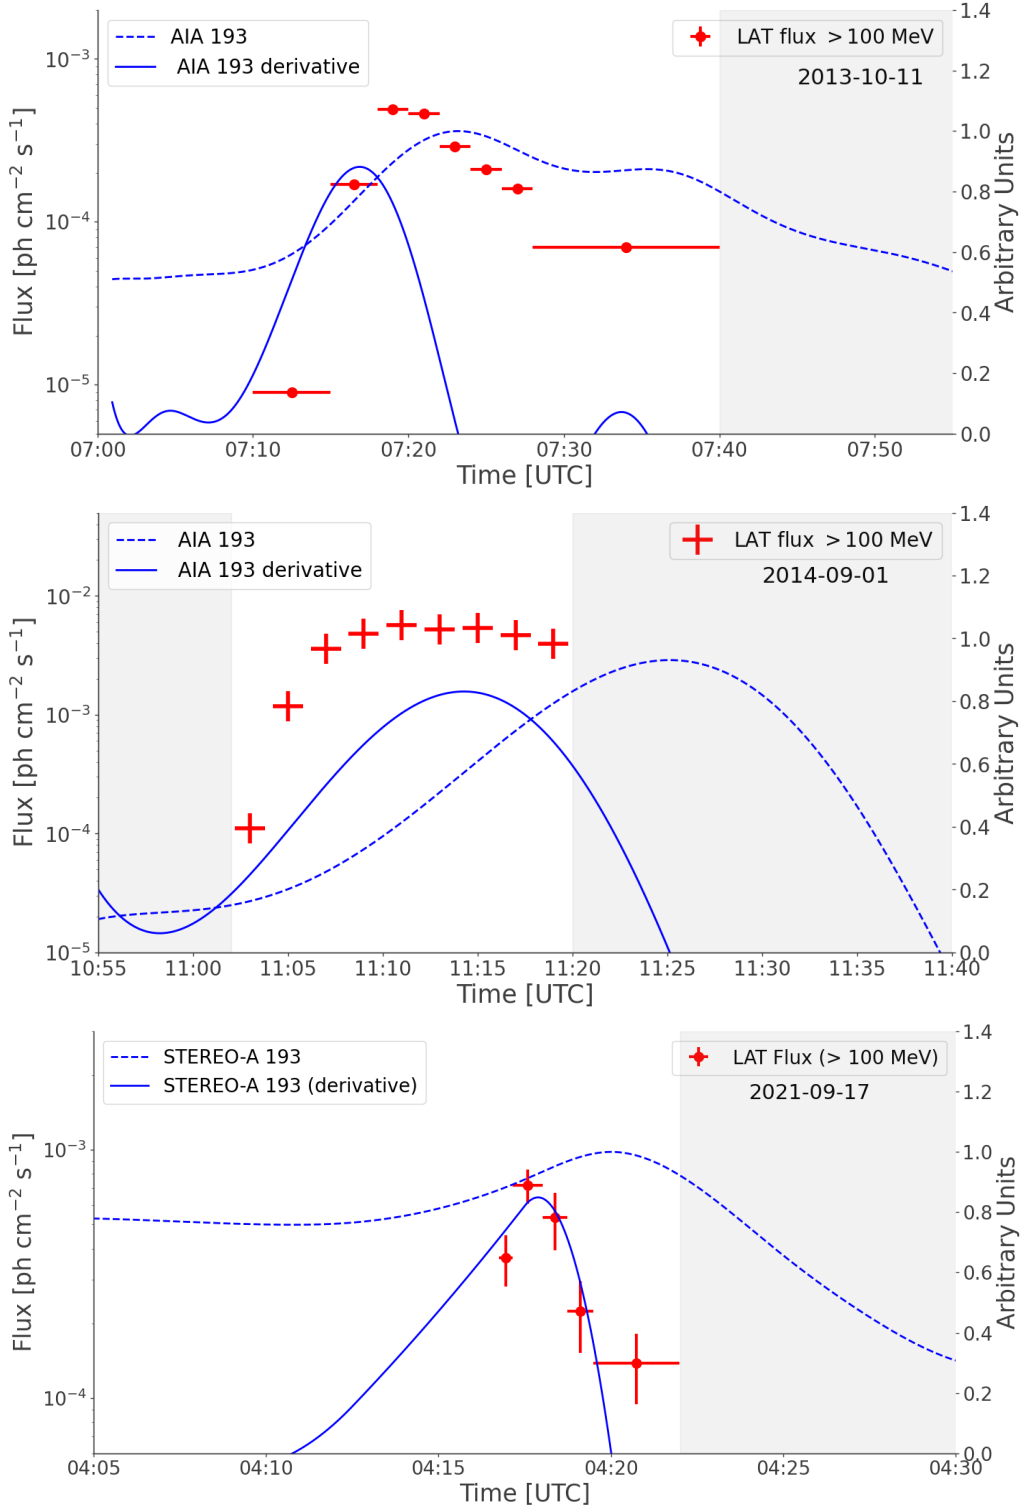 AIA 193
AIA 193 derivative
LAT flux >100 MeV
2013-10-11
Flux [ph cm⁻² s⁻¹]
10⁻³
10⁻⁴
10⁻⁵
1.4
1.2
1.0
0.8
0.6
0.4
0.2
0.0
Arbitrary Units
07:00 07:10 07:20 07:30 07:40 07:50
Time [UTC]
AIA 193
AIA 193 derivative
LAT flux >100 MeV
2014-09-01
Flux [ph cm⁻² s⁻¹]
10⁻²
10⁻³
10⁻⁴
10⁻⁵
1.4
1.2
1.0
0.8
0.6
0.4
0.2
0.0
Arbitrary Units
10:55 11:00 11:05 11:10 11:15 11:20 11:25 11:30 11:35 11:40
Time [UTC]
STEREO-A 193
STEREO-A 193 (derivative)
LAT Flux (> 100 MeV)
2021-09-17
Flux [ph cm⁻² s⁻¹]
10⁻³
10⁻⁴
1.4
1.2
1.0
0.8
0.6
0.4
0.2
0.0
Arbitrary Units
04:05 04:10 04:15 04:20 04:25 04:30
Time [UTC]